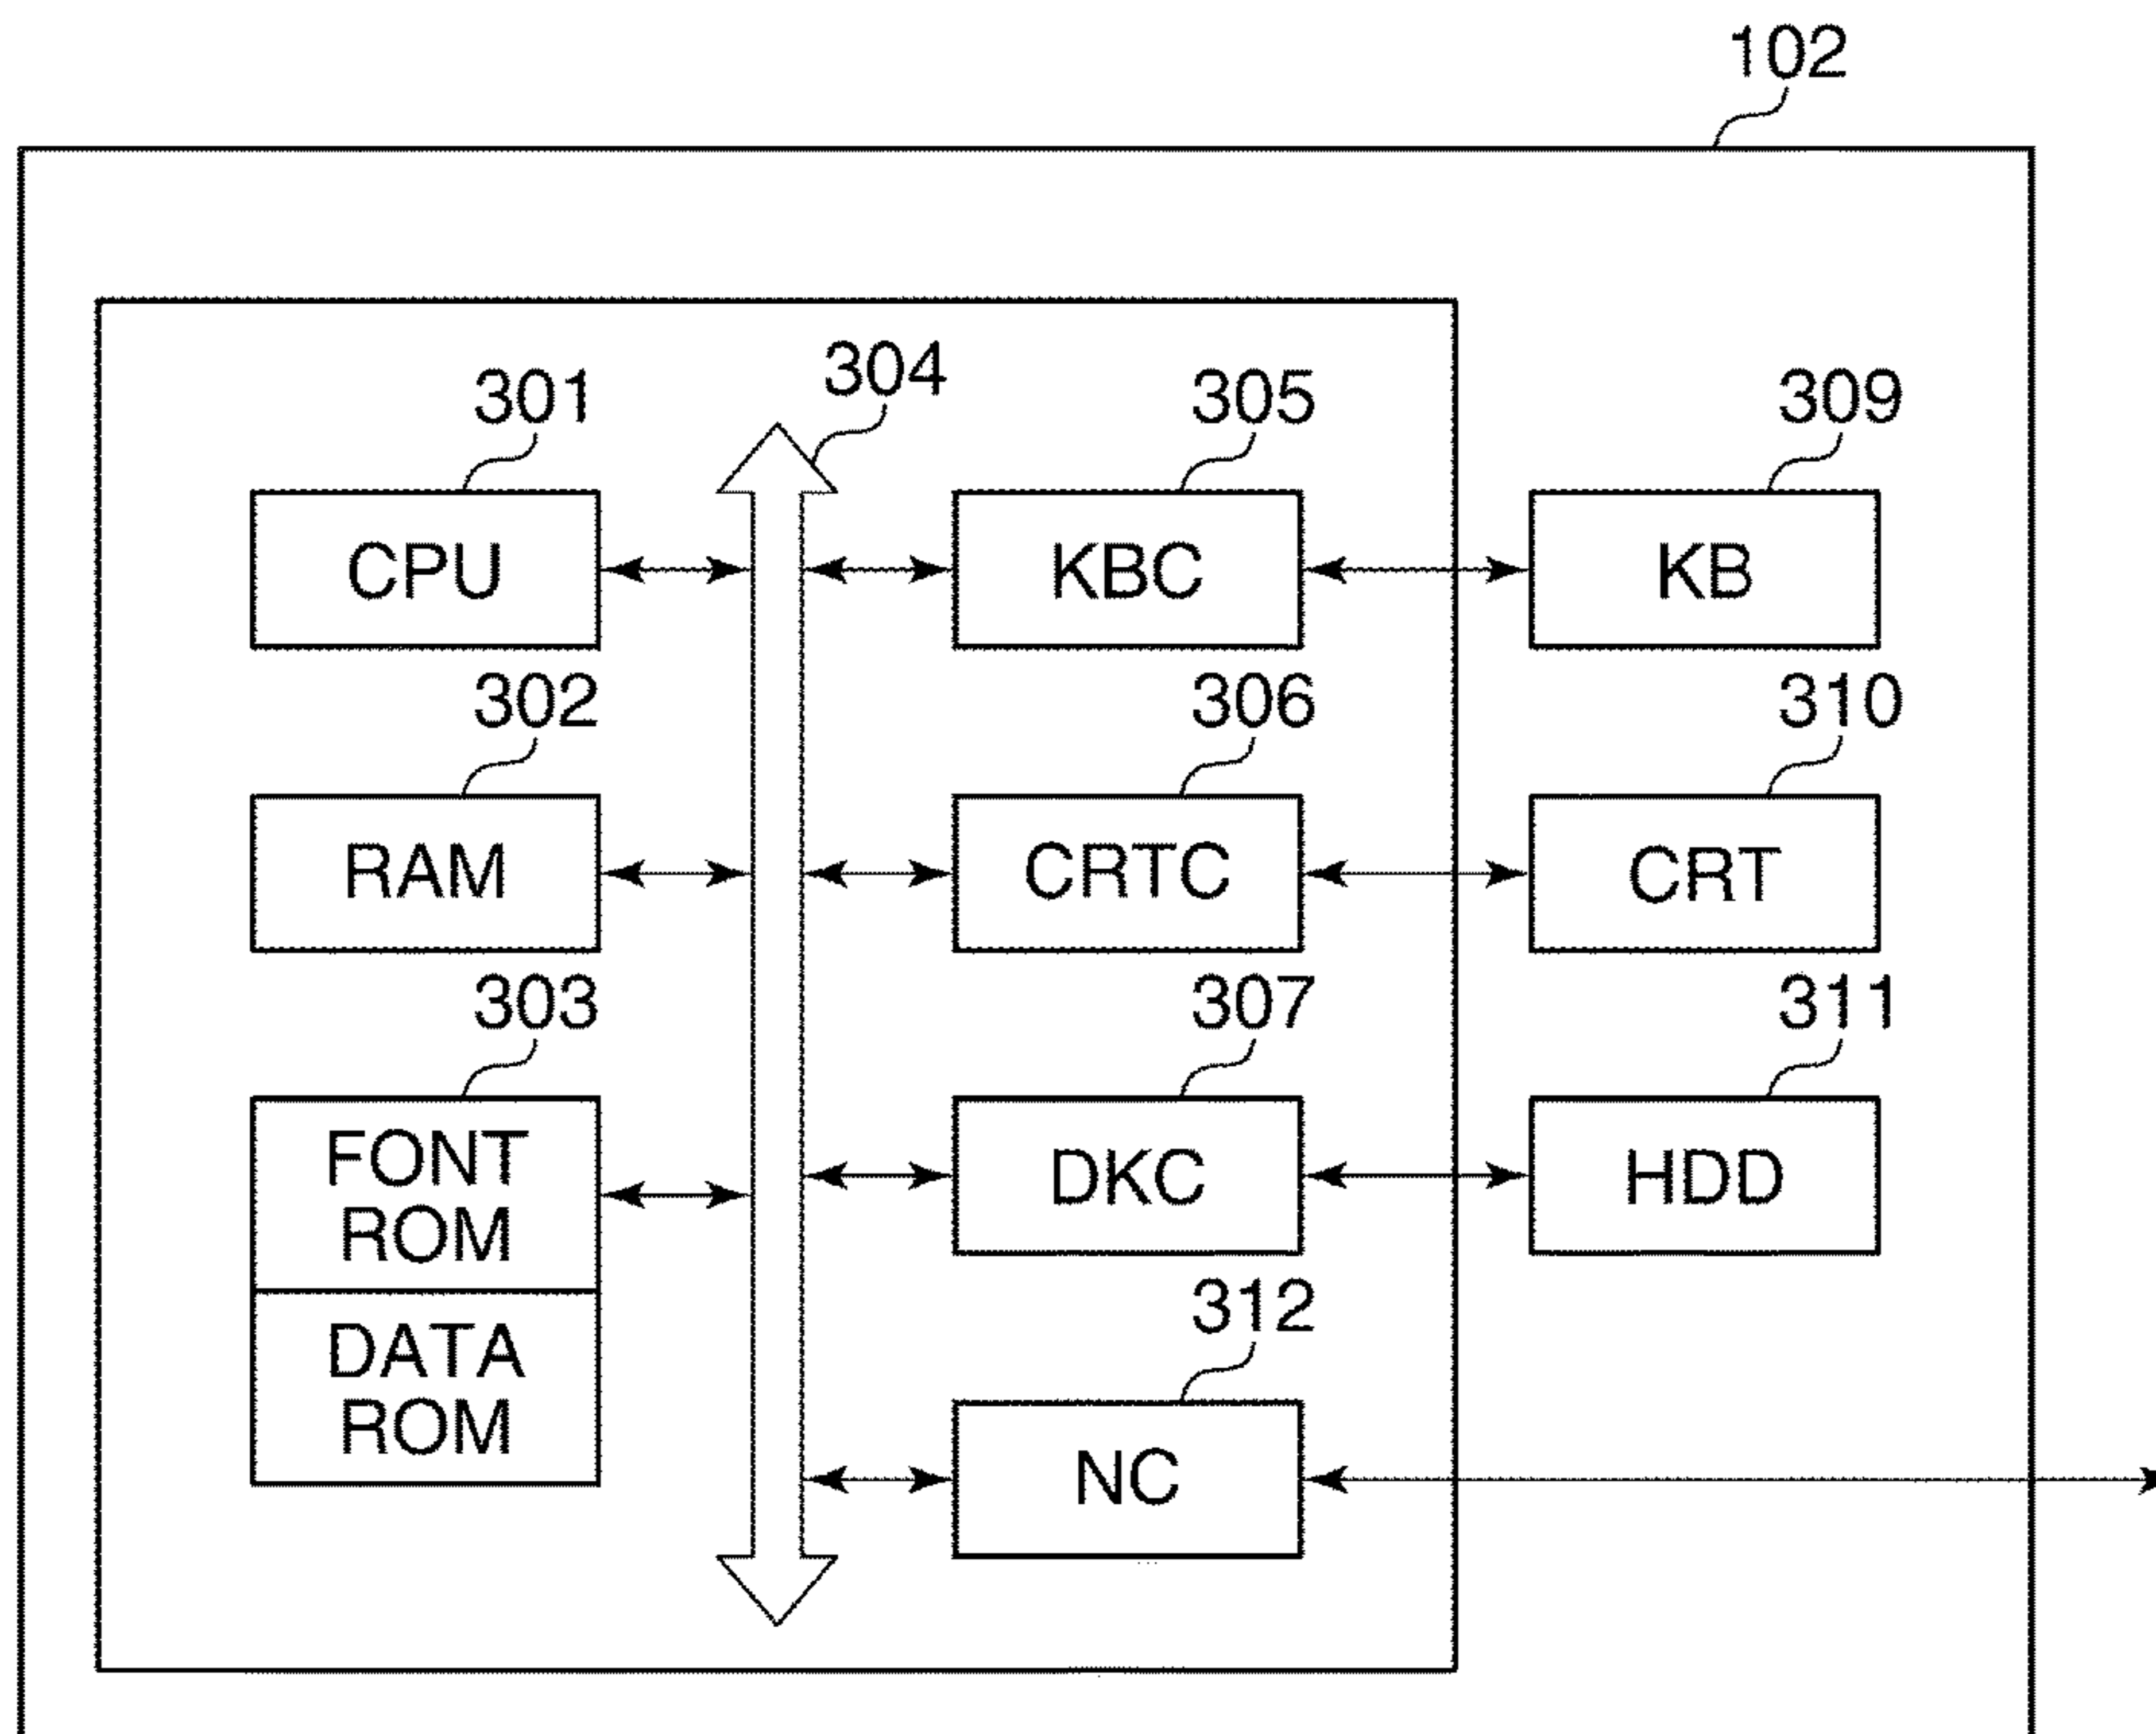 102
304
301
305
309
CPU
KBC
KB
302
306
310
RAM
CRTC
CRT
303
307
311
FONT
ROM
DKC
HDD
DATA
ROM
312
NC